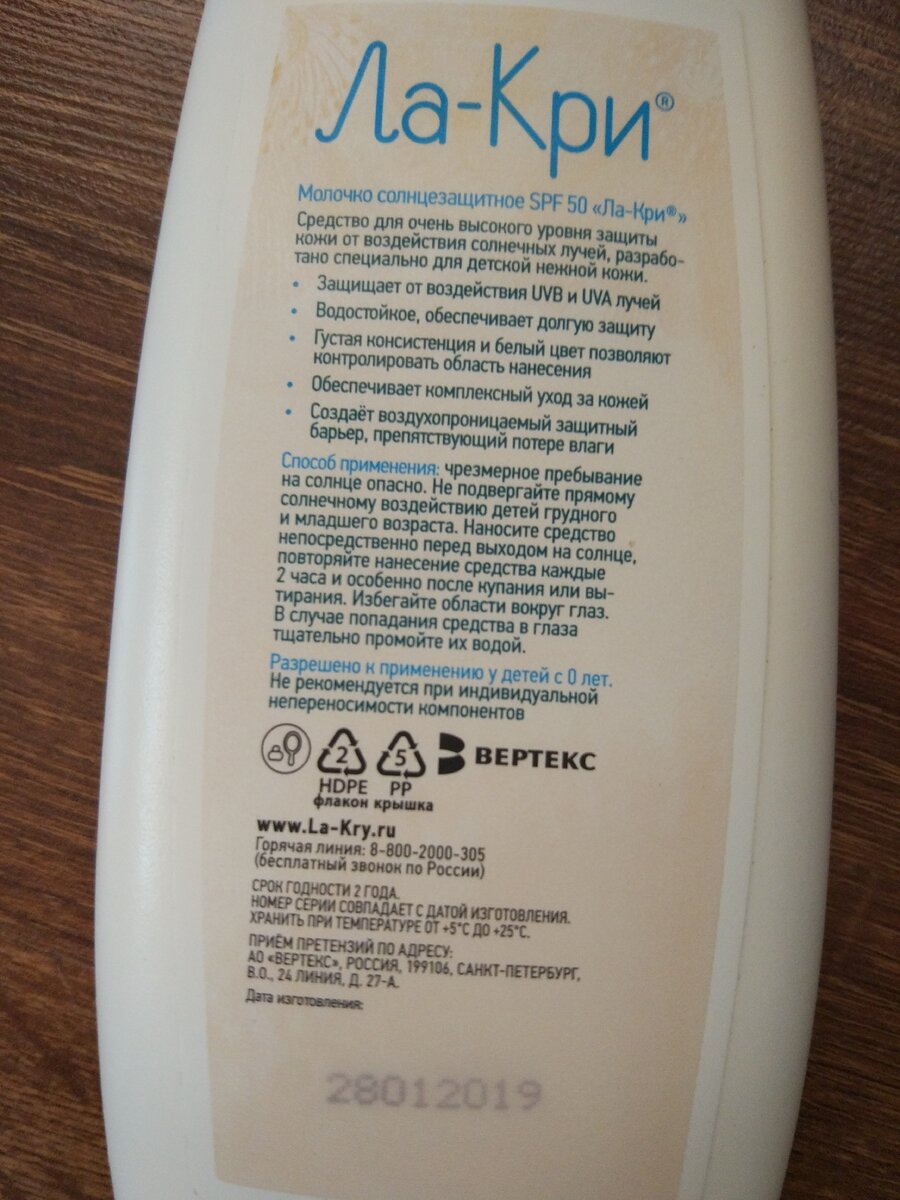 Ла-Кри®
Молочко солнцезащитное SPF 50 «Ла-Кри®»
Средство для очень высокого уровня защиты
кожи от воздействия солнечных лучей, разрабо-
тано специально для детской нежной кожи.
• Защищает от воздействия UVB и UVA лучей
• Водостойкое, обеспечивает долгую защиту
• Густая консистенция и белый цвет позволяют
контролировать область нанесения
• Обеспечивает комплексный уход за кожей
• Создаёт воздухопроницаемый защитный
барьер, препятствующий потере влаги
Способ применения: чрезмерное пребывание
на солнце опасно. Не подвергайте прямому
солнечному воздействию детей грудного
и младшего возраста. Наносите средство
непосредственно перед выходом на солнце,
повторяйте нанесение средства каждые
2 часа и особенно после купания или вы-
тирания. Избегайте области вокруг глаз.
В случае попадания средства в глаза
тщательно промойте их водой.
Разрешено к применению у детей с 0 лет.
Не рекомендуется при индивидуальной
непереносимости компонентов
2 5 ВЕРТЕКС
HDPE PP
флакон крышка
www.La-Kry.ru
Горячая линия: 8-800-2000-305
(бесплатный звонок по России)
СРОК ГОДНОСТИ 2 ГОДА.
НОМЕР СЕРИИ СОВПАДАЕТ С ДАТОЙ ИЗГОТОВЛЕНИЯ.
ХРАНИТЬ ПРИ ТЕМПЕРАТУРЕ ОТ +5°С ДО +25°С.
ПРИЁМ ПРЕТЕНЗИЙ ПО АДРЕСУ:
АО «ВЕРТЕКС», РОССИЯ, 199106, САНКТ-ПЕТЕРБУРГ,
В.О., 24 ЛИНИЯ, Д. 27-А.
Дата изготовления:
28012019